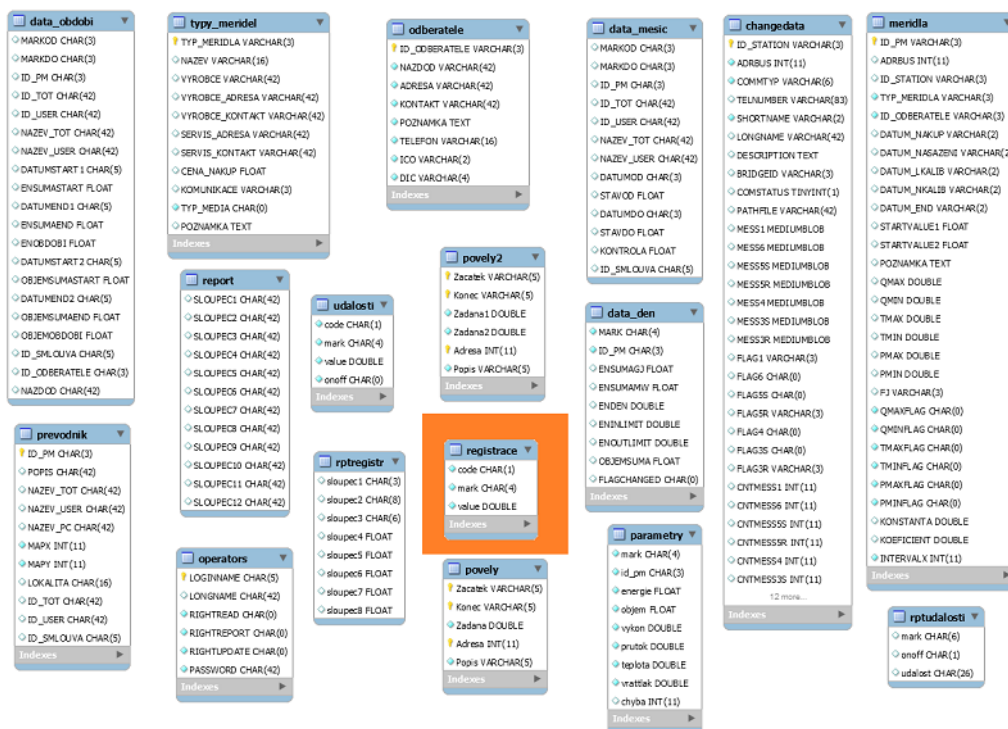 data_obdobi
MARKOD CHAR(3)
MARKDO CHAR(3)
ID_PM CHAR(3)
ID_TOT CHAR(42)
ID_USER CHAR(42)
NAZEV_TOT CHAR(42)
NAZEV_USER CHAR(42)
DATUMSTART1 CHAR(5)
ENSUMASTART FLOAT
DATUMEND1 CHAR(5)
ENSUMAEND FLOAT
ENOBDOBI FLOAT
DATUMSTART2 CHAR(5)
OBJEMSUMASTART FLOAT
DATUMEND2 CHAR(5)
OBJEMSUMAEND FLOAT
OBJEMOBDOBI FLOAT
ID_SMLOUVA CHAR(5)
ID_ODBERATELE CHAR(3)
NAZDOD CHAR(42)
prevodnik
ID_PM CHAR(3)
POPIS CHAR(42)
NAZEV_TOT CHAR(42)
NAZEV_USER CHAR(42)
NAZEV_PC CHAR(42)
MAPX INT(11)
MAPY INT(11)
LOKALITA CHAR(16)
ID_TOT CHAR(42)
ID_USER CHAR(42)
ID_SMLOUVA CHAR(5)
Indexes
typy_meridel
TYP_MERIDLA VARCHAR(3)
NAZEV VARCHAR(16)
VYROBCE VARCHAR(42)
VYROBCE_ADRESA VARCHAR(42)
VYROBCE_KONTAKT VARCHAR(42)
SERVIS_ADRESA VARCHAR(42)
SERVIS_KONTAKT VARCHAR(42)
CENA_NAKUP FLOAT
KOMUNIKACE VARCHAR(3)
TYP_MEDIA CHAR(0)
POZNAMKA TEXT
Indexes
report
SLOUPEC1 CHAR(42)
SLOUPEC2 CHAR(42)
SLOUPEC3 CHAR(42)
SLOUPEC4 CHAR(42)
SLOUPEC5 CHAR(42)
SLOUPEC6 CHAR(42)
SLOUPEC7 CHAR(42)
SLOUPEC8 CHAR(42)
SLOUPEC9 CHAR(42)
SLOUPEC10 CHAR(42)
SLOUPEC11 CHAR(42)
SLOUPEC12 CHAR(42)
operators
LOGINNAME CHAR(5)
LONGNAME CHAR(42)
RIGHTREAD CHAR(0)
RIGHTREPORT CHAR(0)
RIGHTUPDATE CHAR(0)
PASSWORD CHAR(42)
Indexes
udalosti
code CHAR(1)
mark CHAR(4)
value DOUBLE
onoff CHAR(0)
Indexes
rptregistr
sloupec1 CHAR(3)
sloupec2 CHAR(8)
sloupec3 CHAR(6)
sloupec4 FLOAT
sloupec5 FLOAT
sloupec6 FLOAT
sloupec7 FLOAT
sloupec8 FLOAT
odberatele
ID_ODBERATELE VARCHAR(3)
NAZDOD VARCHAR(42)
ADRESA VARCHAR(42)
KONTAKT VARCHAR(42)
POZNAMKA TEXT
TELEFON VARCHAR(16)
ICO VARCHAR(2)
DIC VARCHAR(4)
Indexes
povely2
Zacatek VARCHAR(5)
Konec VARCHAR(5)
Zadana1 DOUBLE
Zadana2 DOUBLE
Adresa INT(11)
Popis VARCHAR(5)
Indexes
registrace
code CHAR(1)
mark CHAR(4)
value DOUBLE
Indexes
povely
Zacatek VARCHAR(5)
Konec VARCHAR(5)
Zadana DOUBLE
Adresa INT(11)
Popis VARCHAR(5)
Indexes
data_mesic
MARKOD CHAR(3)
MARKDO CHAR(3)
ID_PM CHAR(3)
ID_TOT CHAR(42)
ID_USER CHAR(42)
NAZEV_TOT CHAR(42)
NAZEV_USER CHAR(42)
DATUMOD CHAR(3)
STAVOD FLOAT
DATUMDO CHAR(3)
STAVDO FLOAT
KONTROLA FLOAT
ID_SMLOUVA CHAR(5)
data_den
MARK CHAR(4)
ID_PM CHAR(3)
ENSUMAGJ FLOAT
ENSUMAMW FLOAT
ENDEN DOUBLE
ENINLIMIT DOUBLE
ENOUTLIMIT DOUBLE
OBJEMSUMA FLOAT
FLAGCHANGED CHAR(0)
Indexes
parametry
mark CHAR(4)
id_pm CHAR(3)
energie FLOAT
objem FLOAT
vykon DOUBLE
prutok DOUBLE
teplota DOUBLE
vrattlak DOUBLE
chyba INT(11)
Indexes
changedata
ID_STATION VARCHAR(3)
ADRBUS INT(11)
COMMTYP VARCHAR(6)
TELNUMBER VARCHAR(83)
SHORTNAME VARCHAR(2)
LONGNAME VARCHAR(42)
DESCRIPTION TEXT
BRIDGEID VARCHAR(3)
COMSTATUS TINYINT(1)
PATHFILE VARCHAR(42)
MESS1 MEDIUMBLOB
MESS6 MEDIUMBLOB
MESS5S MEDIUMBLOB
MESS5R MEDIUMBLOB
MESS4 MEDIUMBLOB
MESS3S MEDIUMBLOB
MESS3R MEDIUMBLOB
FLAG1 VARCHAR(3)
FLAG6 CHAR(0)
FLAG5S CHAR(0)
FLAG5R VARCHAR(3)
FLAG4 CHAR(0)
FLAG3S CHAR(0)
FLAG3R VARCHAR(3)
CNTMESS1 INT(11)
CNTMESS6 INT(11)
CNTMESS5S INT(11)
CNTMESS5R INT(11)
CNTMESS4 INT(11)
CNTMESS3S INT(11)
12 more...
Indexes
meridla
ID_PM VARCHAR(3)
ADRBUS INT(11)
ID_STATION VARCHAR(3)
TYP_MERIDLA VARCHAR(3)
ID_ODBERATELE VARCHAR(3)
DATUM_NAKUP VARCHAR(2)
DATUM_NASAZENI VARCHAR(2
DATUM_LKALIB VARCHAR(2)
DATUM_NKALIB VARCHAR(2)
DATUM_END VARCHAR(2)
STARTVALUE1 FLOAT
STARTVALUE2 FLOAT
POZNAMKA TEXT
QMAX DOUBLE
QMIN DOUBLE
TMAX DOUBLE
TMIN DOUBLE
PMAX DOUBLE
PMIN DOUBLE
FJ VARCHAR(3)
QMAXFLAG CHAR(0)
QMINFLAG CHAR(0)
TMAXFLAG CHAR(0)
TMINFLAG CHAR(0)
PMAXFLAG CHAR(0)
PMINFLAG CHAR(0)
KONSTANTA DOUBLE
KOEFICIENT DOUBLE
INTERVALX INT(11)
Indexes
rptudalosti
mark CHAR(6)
onoff CHAR(1)
udalost CHAR(26)